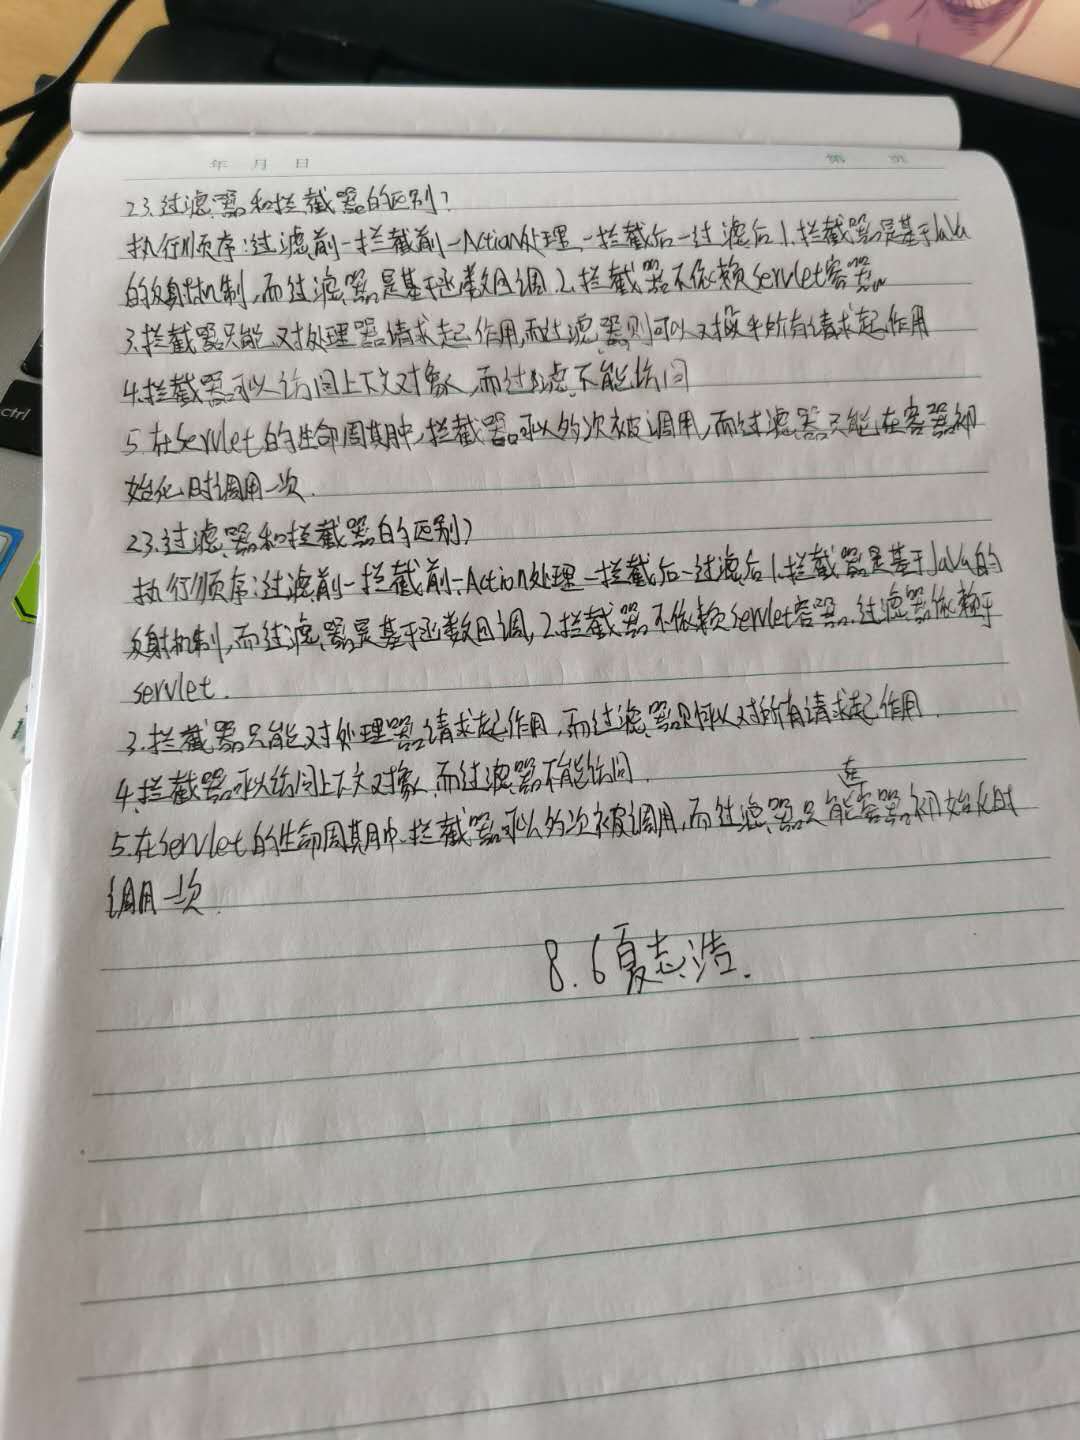 年 月 日
第 页
ctrl
23.过滤器和拦截器的区别?
执行顺序:过滤前-拦截前-Action处理-拦截后-过滤后1.拦截器是基于Java
的反射机制,而过滤器是基于函数回调.2.拦截器不依赖servlet容器。
3.拦截器只能对处理器请求起作用,而过滤器则可以对几乎所有请求起作用
4.拦截器可以访问上下文对象,而过滤不能访问
5.在servlet的生命周期中,拦截器可以多次被调用,而过滤器只能在容器初
始化时调用一次.
23.过滤器和拦截器的区别?
执行顺序:过滤前-拦截前-Action处理-拦截后-过滤后1.拦截器是基于Java的
反射机制,而过滤器是基于函数回调,2.拦截器不依赖servlet容器.过滤器依赖于
servlet.
3.拦截器只能对处理器请求起作用,而过滤器则可以对所有请求起作用.
4.拦截器可以访问上下文对象,而过滤器不能访问.
5.在servlet的生命周期中.拦截器可以多次被调用,而过滤器只能在容器初始化时
调用一次.
8.6夏志浩.